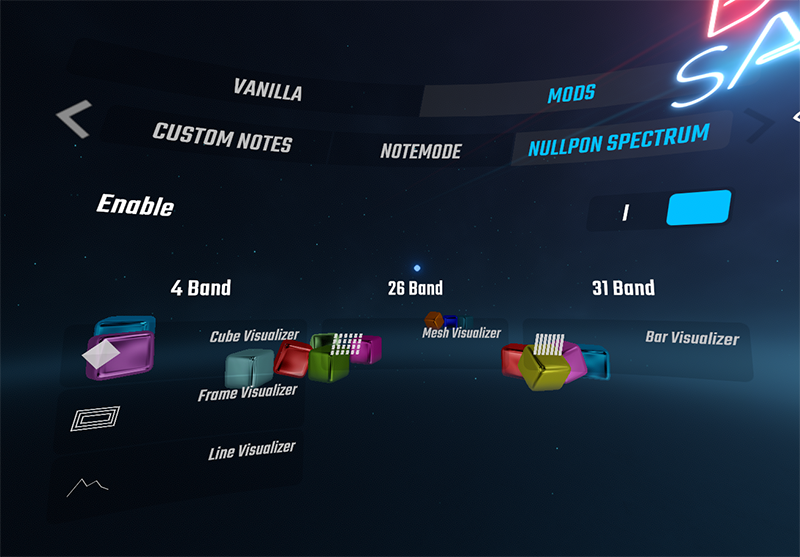 SA
VANILLA
MODS
CUSTOM NOTES
NOTEMODE
NULLPON SPECTRUM
Enable
I
4 Band
26 Band
31 Band
Cube Visualizer
Mesh Visualizer
Bar Visualizer
Frame Visualizer
Line Visualizer